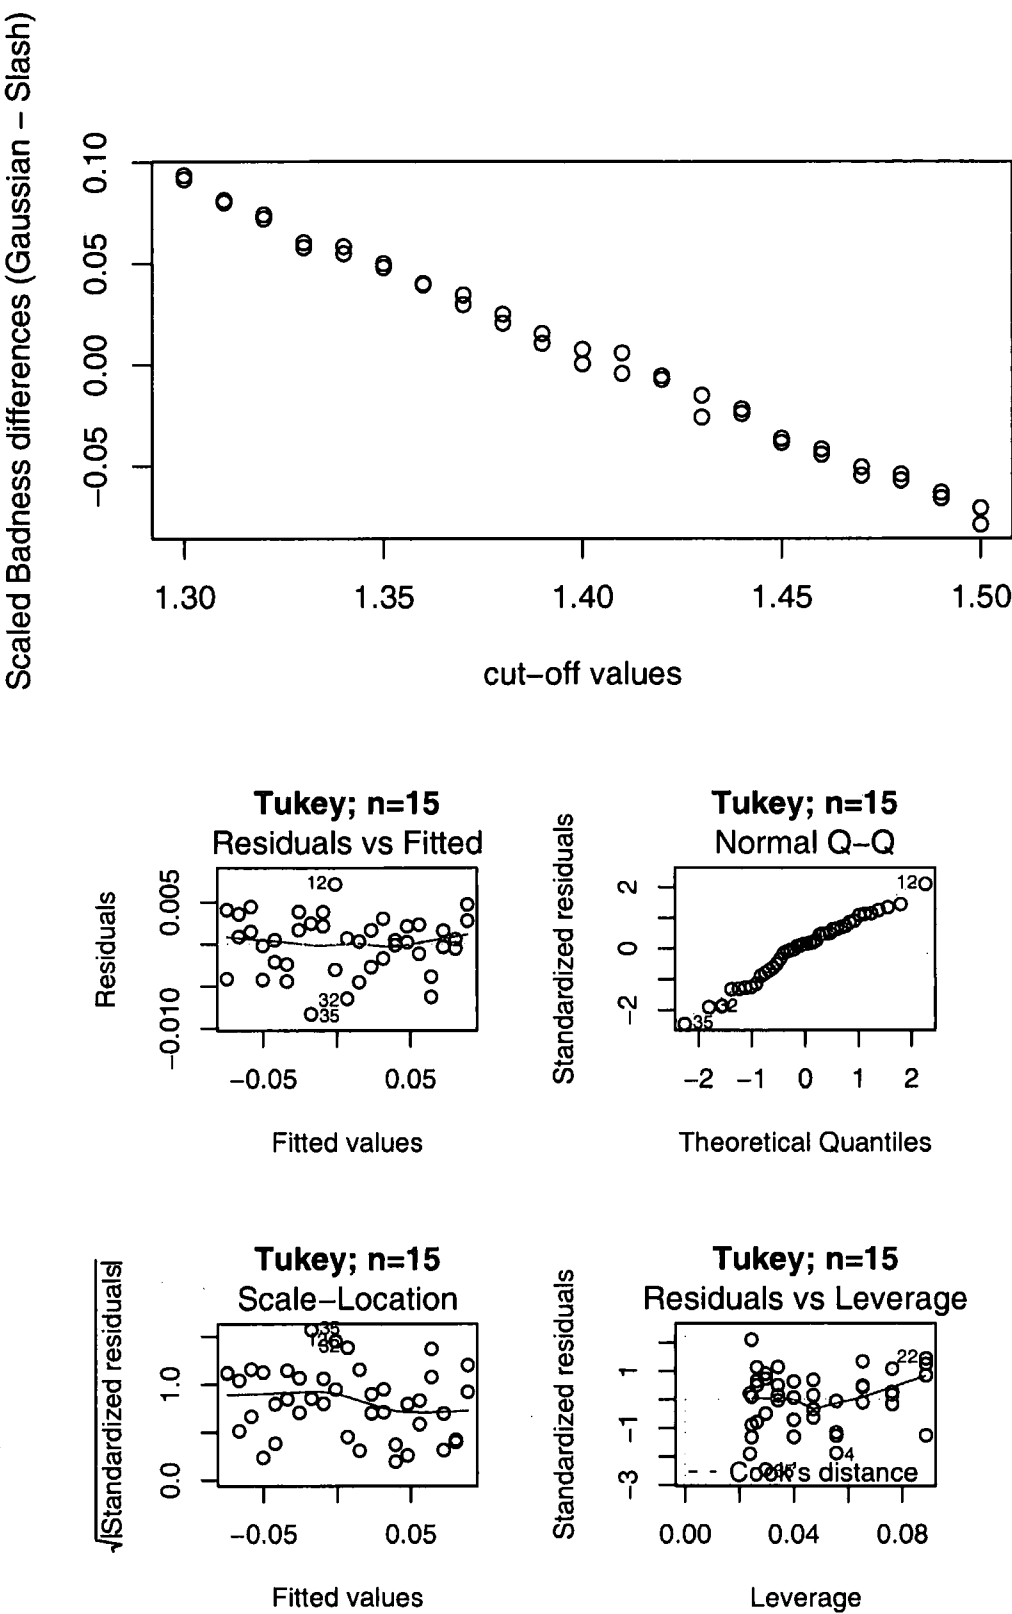 Scaled Badness differences (Gaussian − Slash)
0.10
0.05
0.00
−0.05
1.30 1.35 1.40 1.45 1.50
cut−off values
Tukey; n=15
Residuals vs Fitted
Residuals
0.005
−0.010
12
32
35
−0.05 0.05
Fitted values
Tukey; n=15
Normal Q−Q
Standardized residuals
2
0
−2
12
32
35
−2 −1 0 1 2
Theoretical Quantiles
Tukey; n=15
Scale−Location
√|Standardized residuals|
1.0
0.0
35
12
32
−0.05 0.05
Fitted values
Tukey; n=15
Residuals vs Leverage
Standardized residuals
1
−1
−3
22
4
35
Cook's distance
0.00 0.04 0.08
Leverage